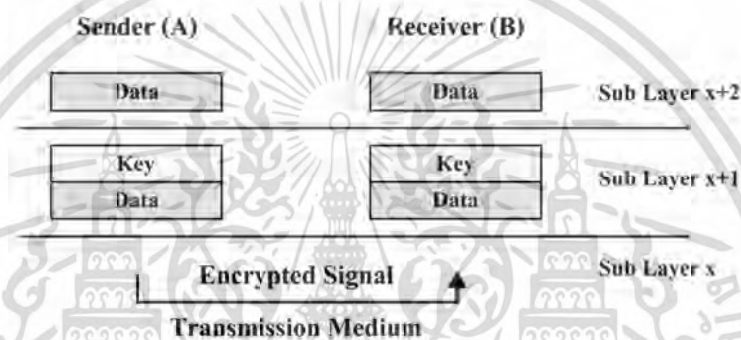 Sender (A) Receiver (B)
Data Data Sub Layer x+2
Key Key
Sub Layer x+1
Data Data
Sub Layer x
Encrypted Signal
Transmission Medium